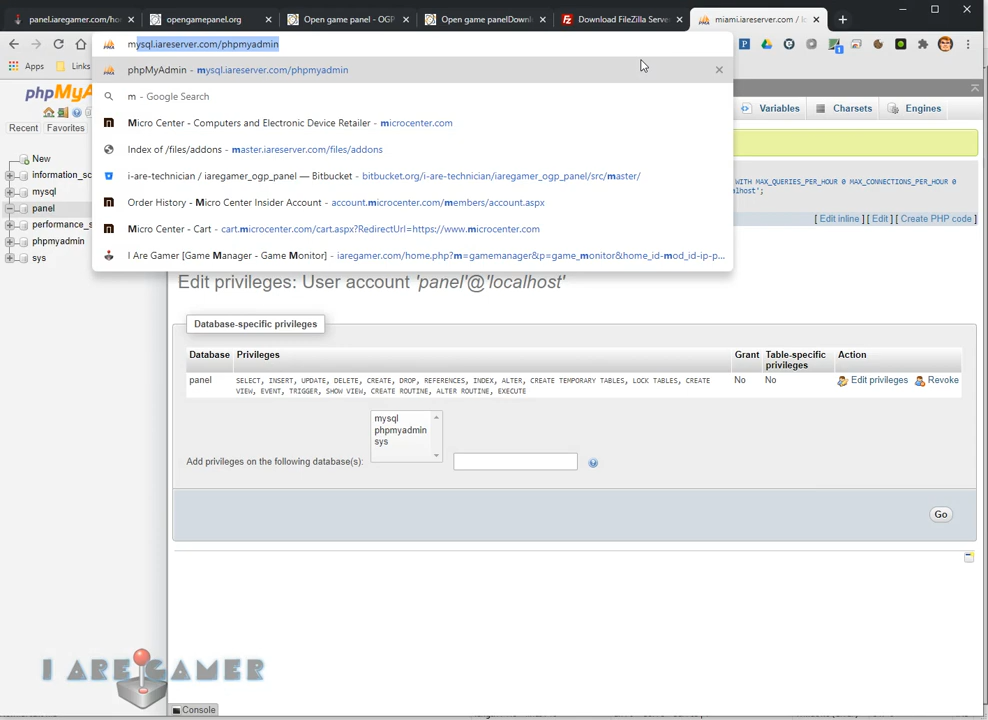 panel.iaregamer.com/ho
opengamepanel.org
Open game panel - OGP
Open game panelDownl
Download FileZilla Serve
miami.iareserver.com / lo
mysql.iareserver.com/phpmyadmin
Apps
Links
phpMyAdmin - mysql.iareserver.com/phpmyadmin
m - Google Search
Micro Center - Computers and Electronic Device Retailer - microcenter.com
Index of /files/addons - master.iareserver.com/files/addons
i-are-technician / iaregamer_ogp_panel — Bitbucket - bitbucket.org/i-are-technician/iaregamer_ogp_panel/src/master/
Order History - Micro Center Insider Account - account.microcenter.com/members/account.aspx
Micro Center - Cart - cart.microcenter.com/cart.aspx?RedirectUrl=https://www.microcenter.com
I Are Gamer [Game Manager - Game Monitor] - iaregamer.com/home.php?m=gamemanager&p=game_monitor&home_id-mod_id-ip-p...
phpMyA
Recent
Favorites
New
information_sc
mysql
panel
performance_s
phpmyadmin
sys
Variables
Charsets
Engines
WITH MAX_QUERIES_PER_HOUR 0 MAX_CONNECTIONS_PER_HOUR 0
lhost';
[ Edit inline ] [ Edit ] [ Create PHP code ]
Edit privileges: User account 'panel'@'localhost'
Database-specific privileges
Database Privileges Grant Table-specific privileges Action
panel
SELECT, INSERT, UPDATE, DELETE, CREATE, DROP, REFERENCES, INDEX, ALTER, CREATE TEMPORARY TABLES, LOCK TABLES, CREATE
VIEW, EVENT, TRIGGER, SHOW VIEW, CREATE ROUTINE, ALTER ROUTINE, EXECUTE
No
No
Edit privileges
Revoke
mysql
phpmyadmin
sys
Add privileges on the following database(s):
Go
I ARE GAMER
Console